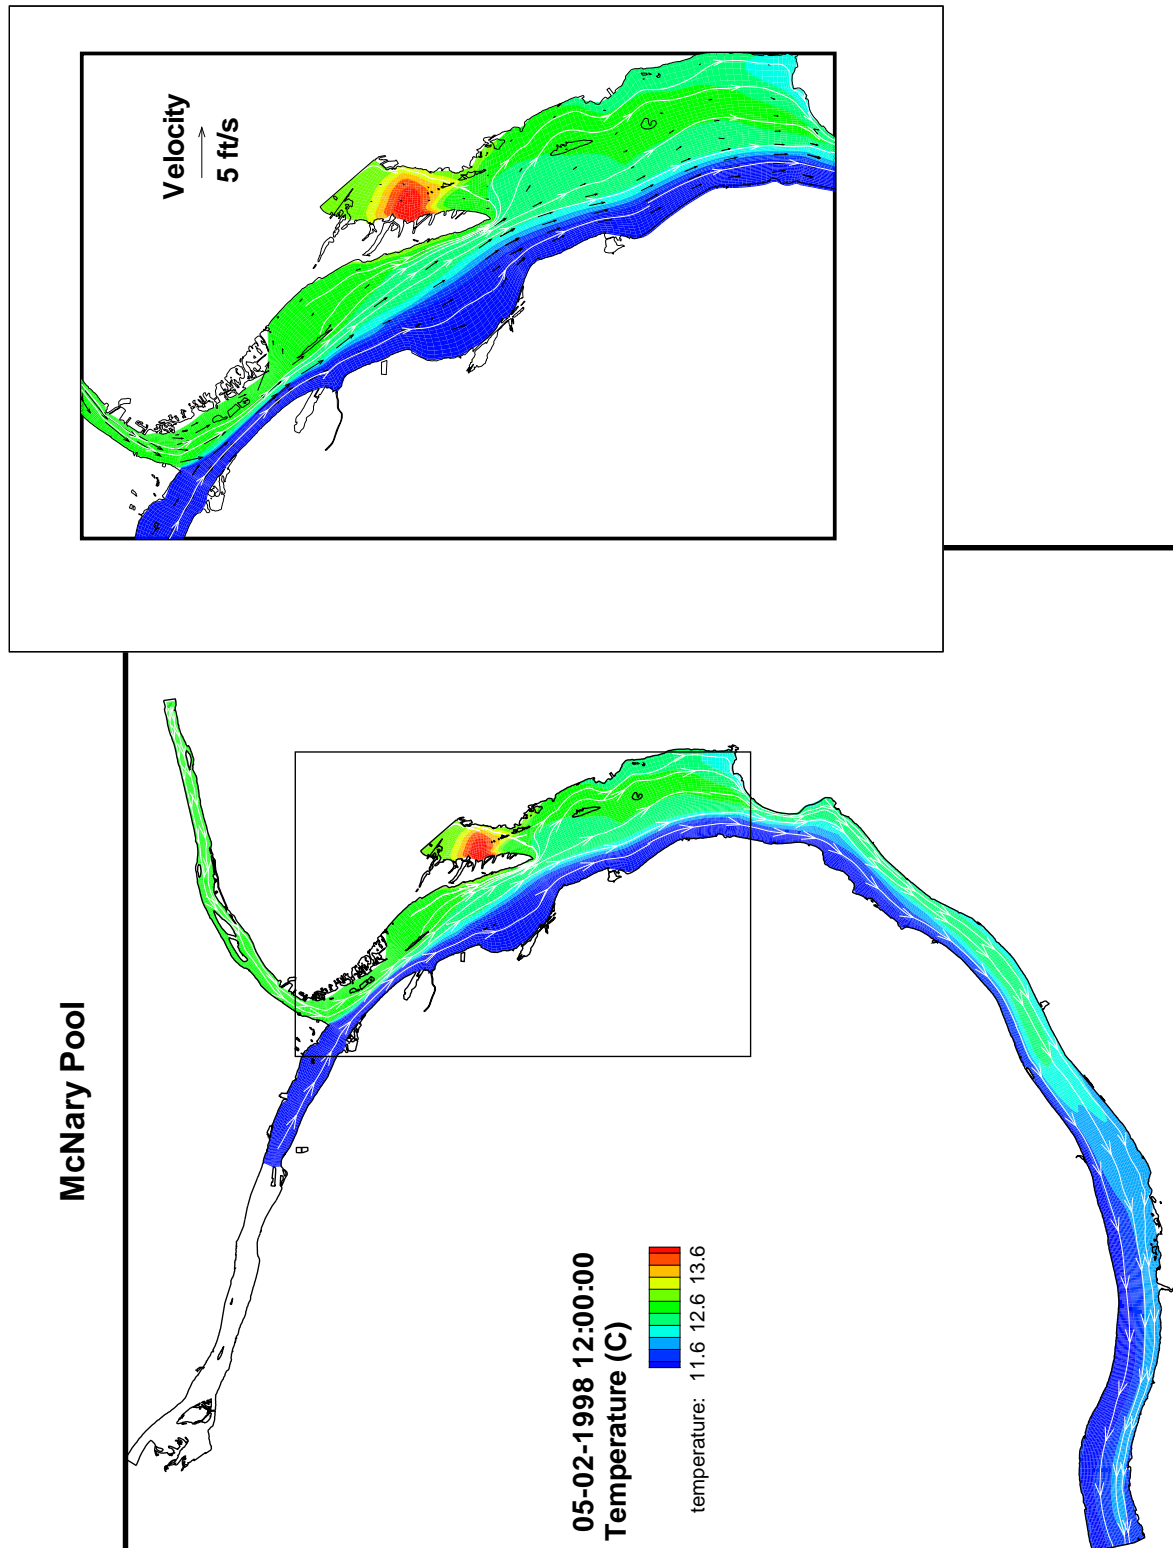 McNary Pool
Velocity
5 ft/s
05-02-1998 12:00:00
Temperature (C)
temperature: 11.6 12.6 13.6